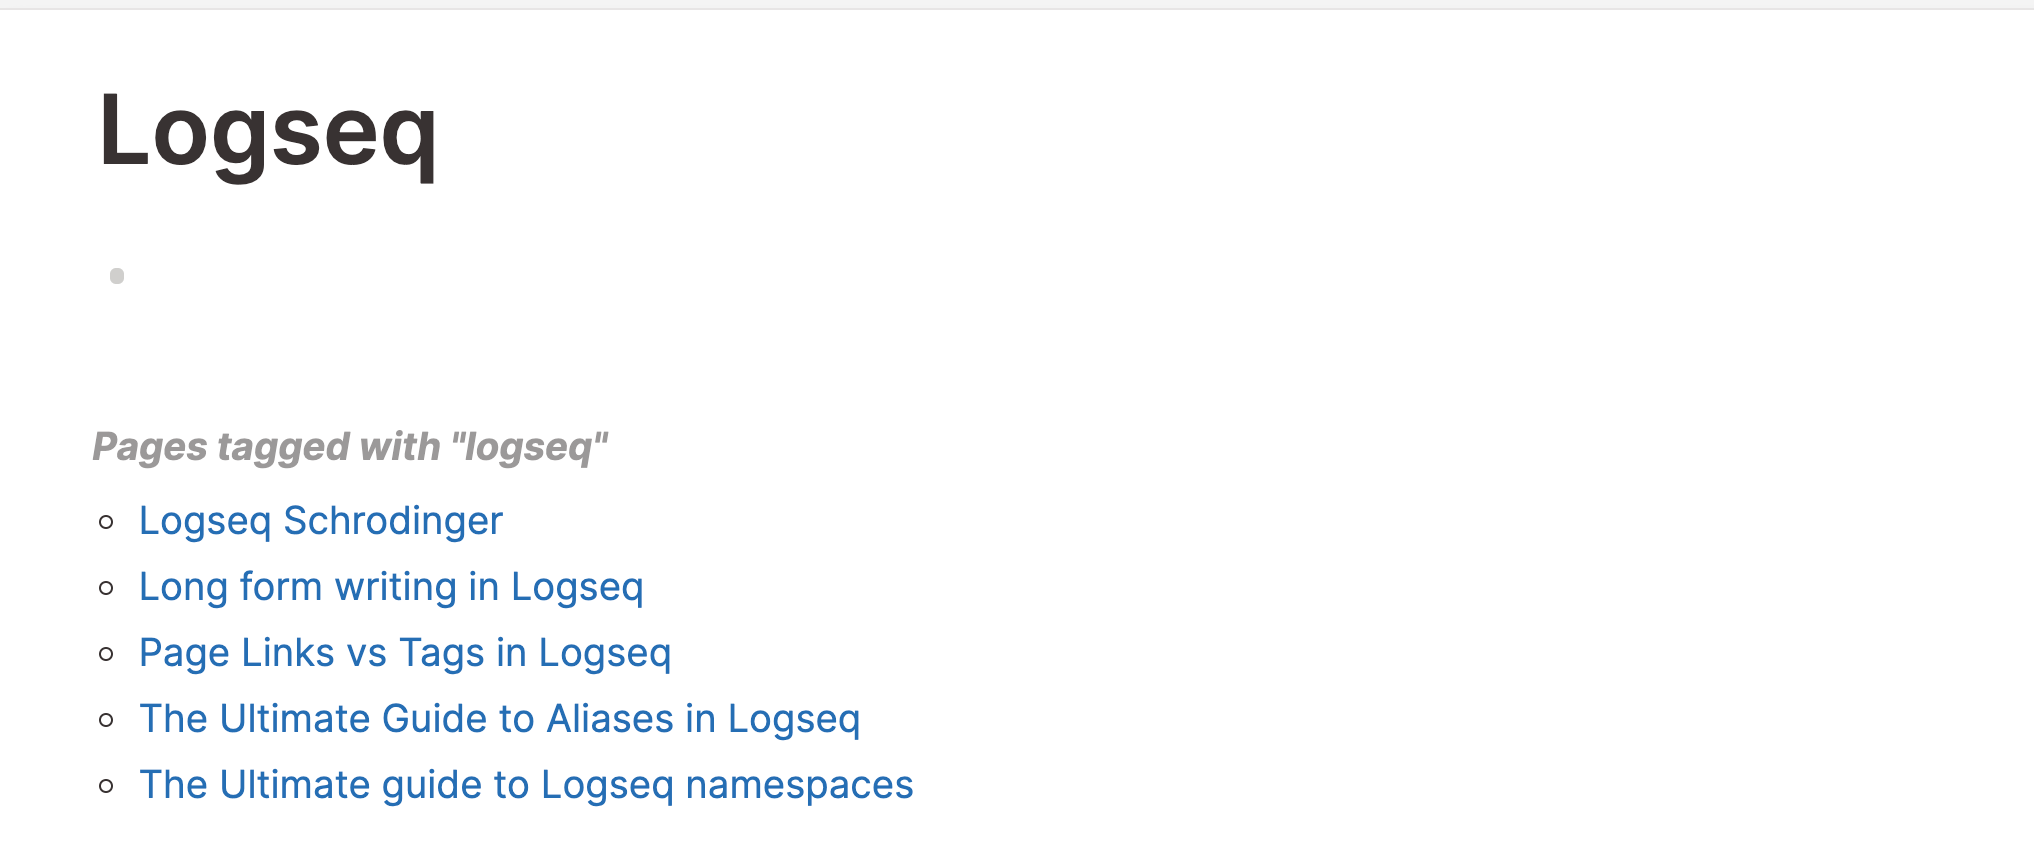 Logseq
Pages tagged with "logseq"
Logseq Schrodinger
Long form writing in Logseq
Page Links vs Tags in Logseq
The Ultimate Guide to Aliases in Logseq
The Ultimate guide to Logseq namespaces